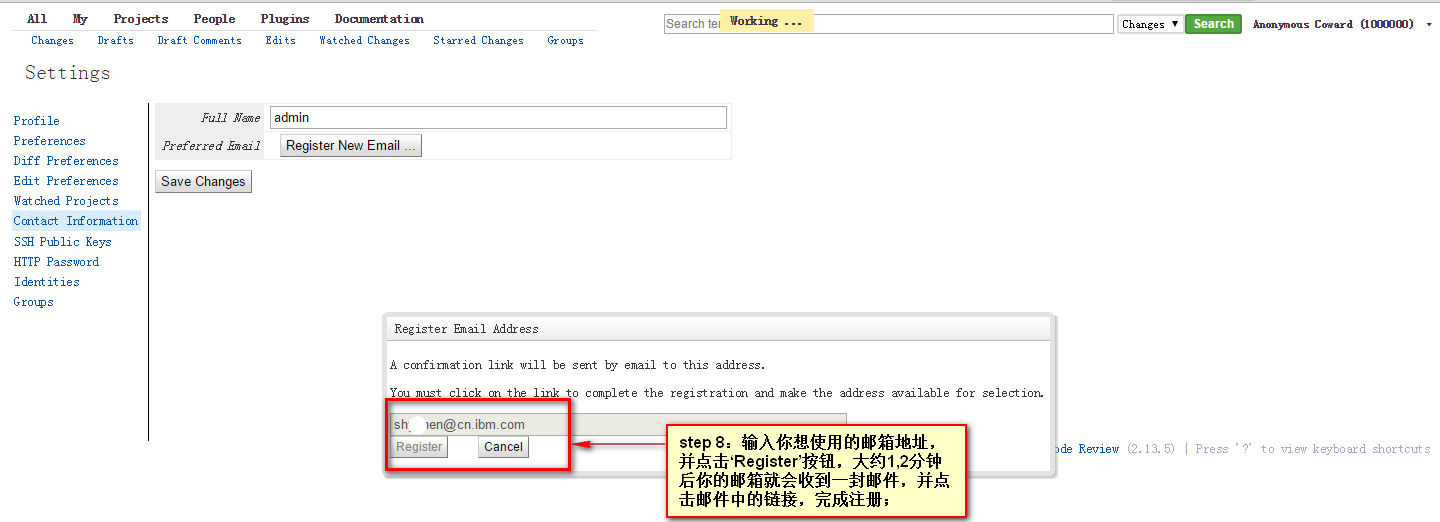 All My Projects People Plugins Documentation
Changes Drafts Draft Comments Edits Watched Changes Starred Changes Groups
Search Working ... Changes ▼ Search Anonymous Coward (1000000) ▾
Settings
Profile
Preferences
Diff Preferences
Edit Preferences
Watched Projects
Contact Information
SSH Public Keys
HTTP Password
Identities
Groups
Full Name admin
Preferred Email Register New Email ...
Save Changes
Register Email Address
A confirmation link will be sent by email to this address.
You must click on the link to complete the registration and make the address available for selection.
@cn.ibm.com
Register Cancel
step 8：输入你想使用的邮箱地址，
并点击‘Register’按钮，大约1,2分钟
后你的邮箱就会收到一封邮件，并点
击邮件中的链接，完成注册；
Review (2.13.5) | Press '?' to view keyboard shortcuts